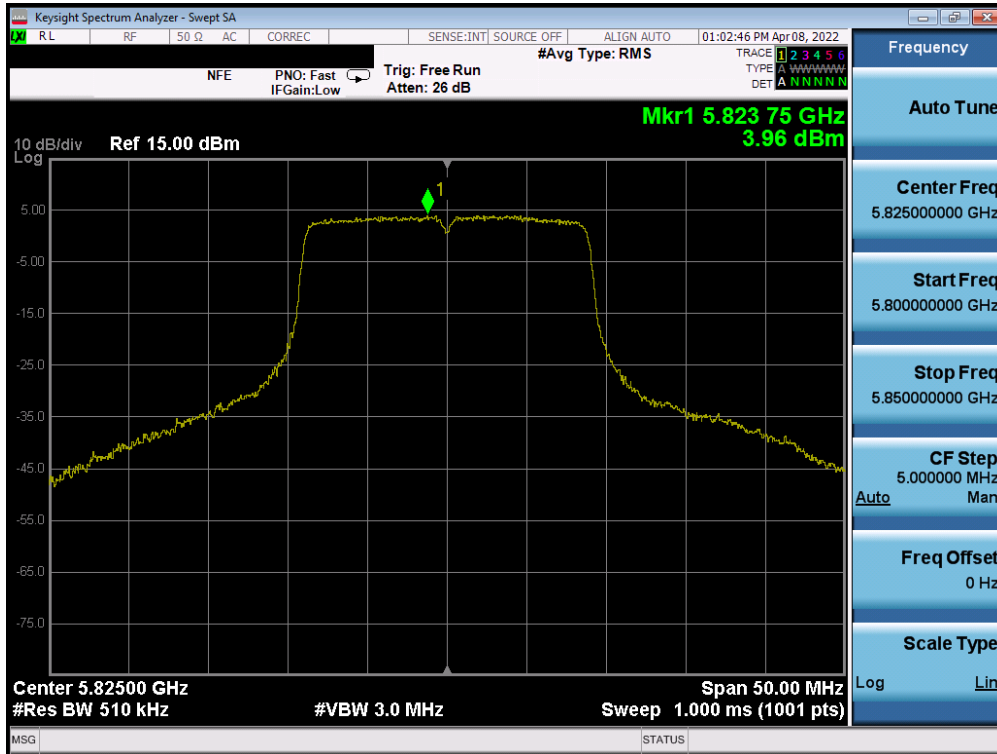 Keysight Spectrum Analyzer - Swept SA
LXI RL RF 50 Ω AC CORREC SENSE:INT SOURCE OFF ALIGN AUTO 01:02:46 PM Apr 08, 2022
NFE PNO: Fast IFGain:Low Trig: Free Run Atten: 26 dB #Avg Type: RMS
TRACE 1 2 3 4 5 6
TYPE A WWWWW
DET A N N N N N
Mkr1 5.823 75 GHz
3.96 dBm
10 dB/div Ref 15.00 dBm
Log
1
5.00
-5.00
-15.0
-25.0
-35.0
-45.0
-55.0
-65.0
-75.0
Center 5.82500 GHz Span 50.00 MHz
#Res BW 510 kHz #VBW 3.0 MHz Sweep 1.000 ms (1001 pts)
MSG STATUS
Frequency
Auto Tune
Center Freq
5.825000000 GHz
Start Freq
5.800000000 GHz
Stop Freq
5.850000000 GHz
CF Step
5.000000 MHz
Auto Man
Freq Offset
0 Hz
Scale Type
Log Lin